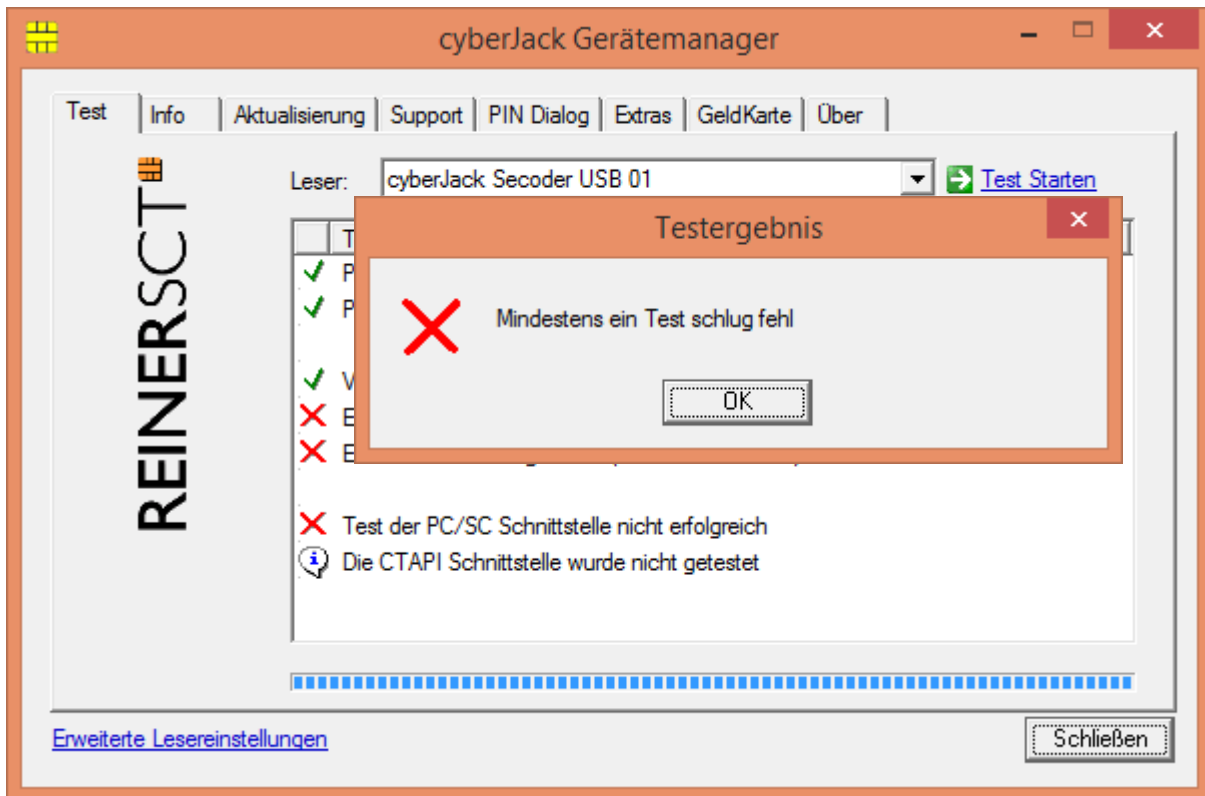 cyberJack Gerätemanager
Test Info Aktualisierung Support PIN Dialog Extras GeldKarte Über
REINERSCT
Leser: cyberJack Secoder USB 01 Test Starten
Testergebnis
Mindestens ein Test schlug fehl
OK
Test der PC/SC Schnittstelle nicht erfolgreich
Die CTAPI Schnittstelle wurde nicht getestet
Erweiterte Lesereinstellungen
Schließen